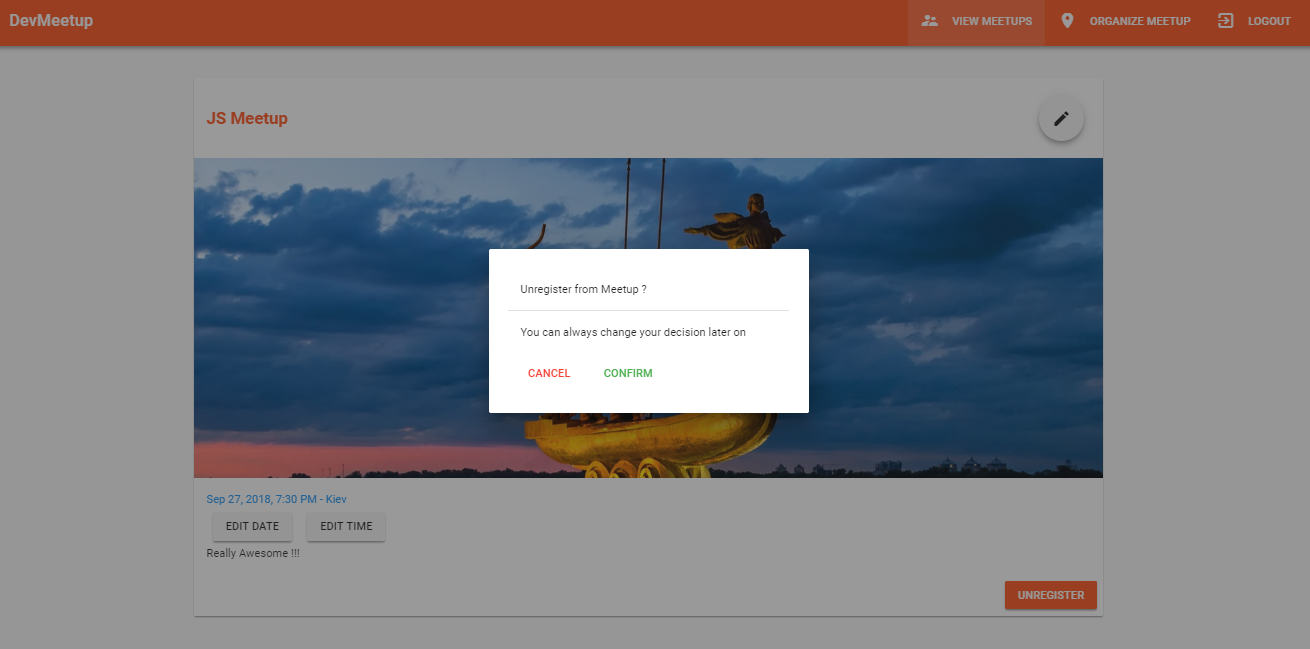 DevMeetup
VIEW MEETUPS
ORGANIZE MEETUP
LOGOUT
JS Meetup
Unregister from Meetup ?
You can always change your decision later on
CANCEL
CONFIRM
Sep 27, 2018, 7:30 PM - Kiev
EDIT DATE
EDIT TIME
Really Awesome !!!
UNREGISTER